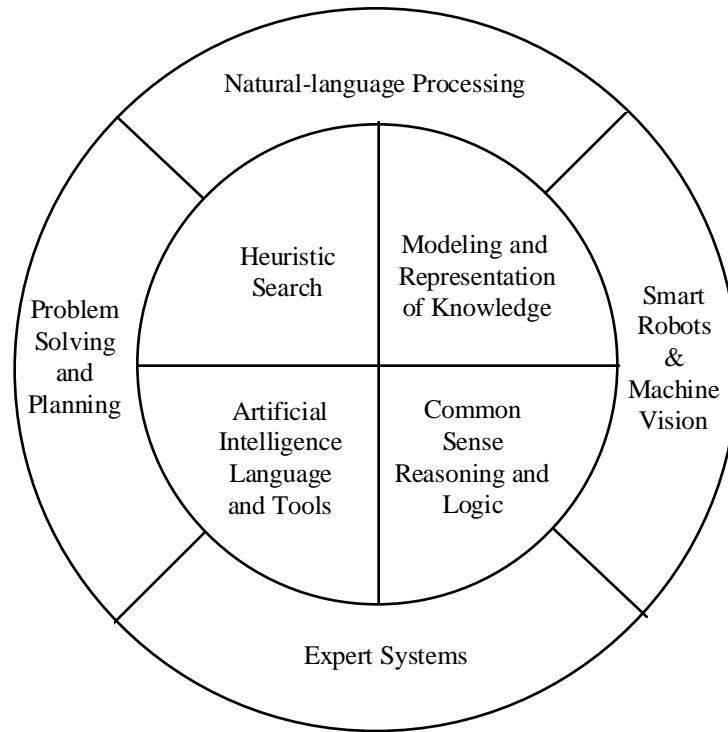 Natural-language Processing
Heuristic
Search
Modeling and
Representation
of Knowledge
Problem
Solving
and
Planning
Smart
Robots
&
Machine
Vision
Artificial
Intelligence
Language
and Tools
Common
Sense
Reasoning and
Logic
Expert Systems